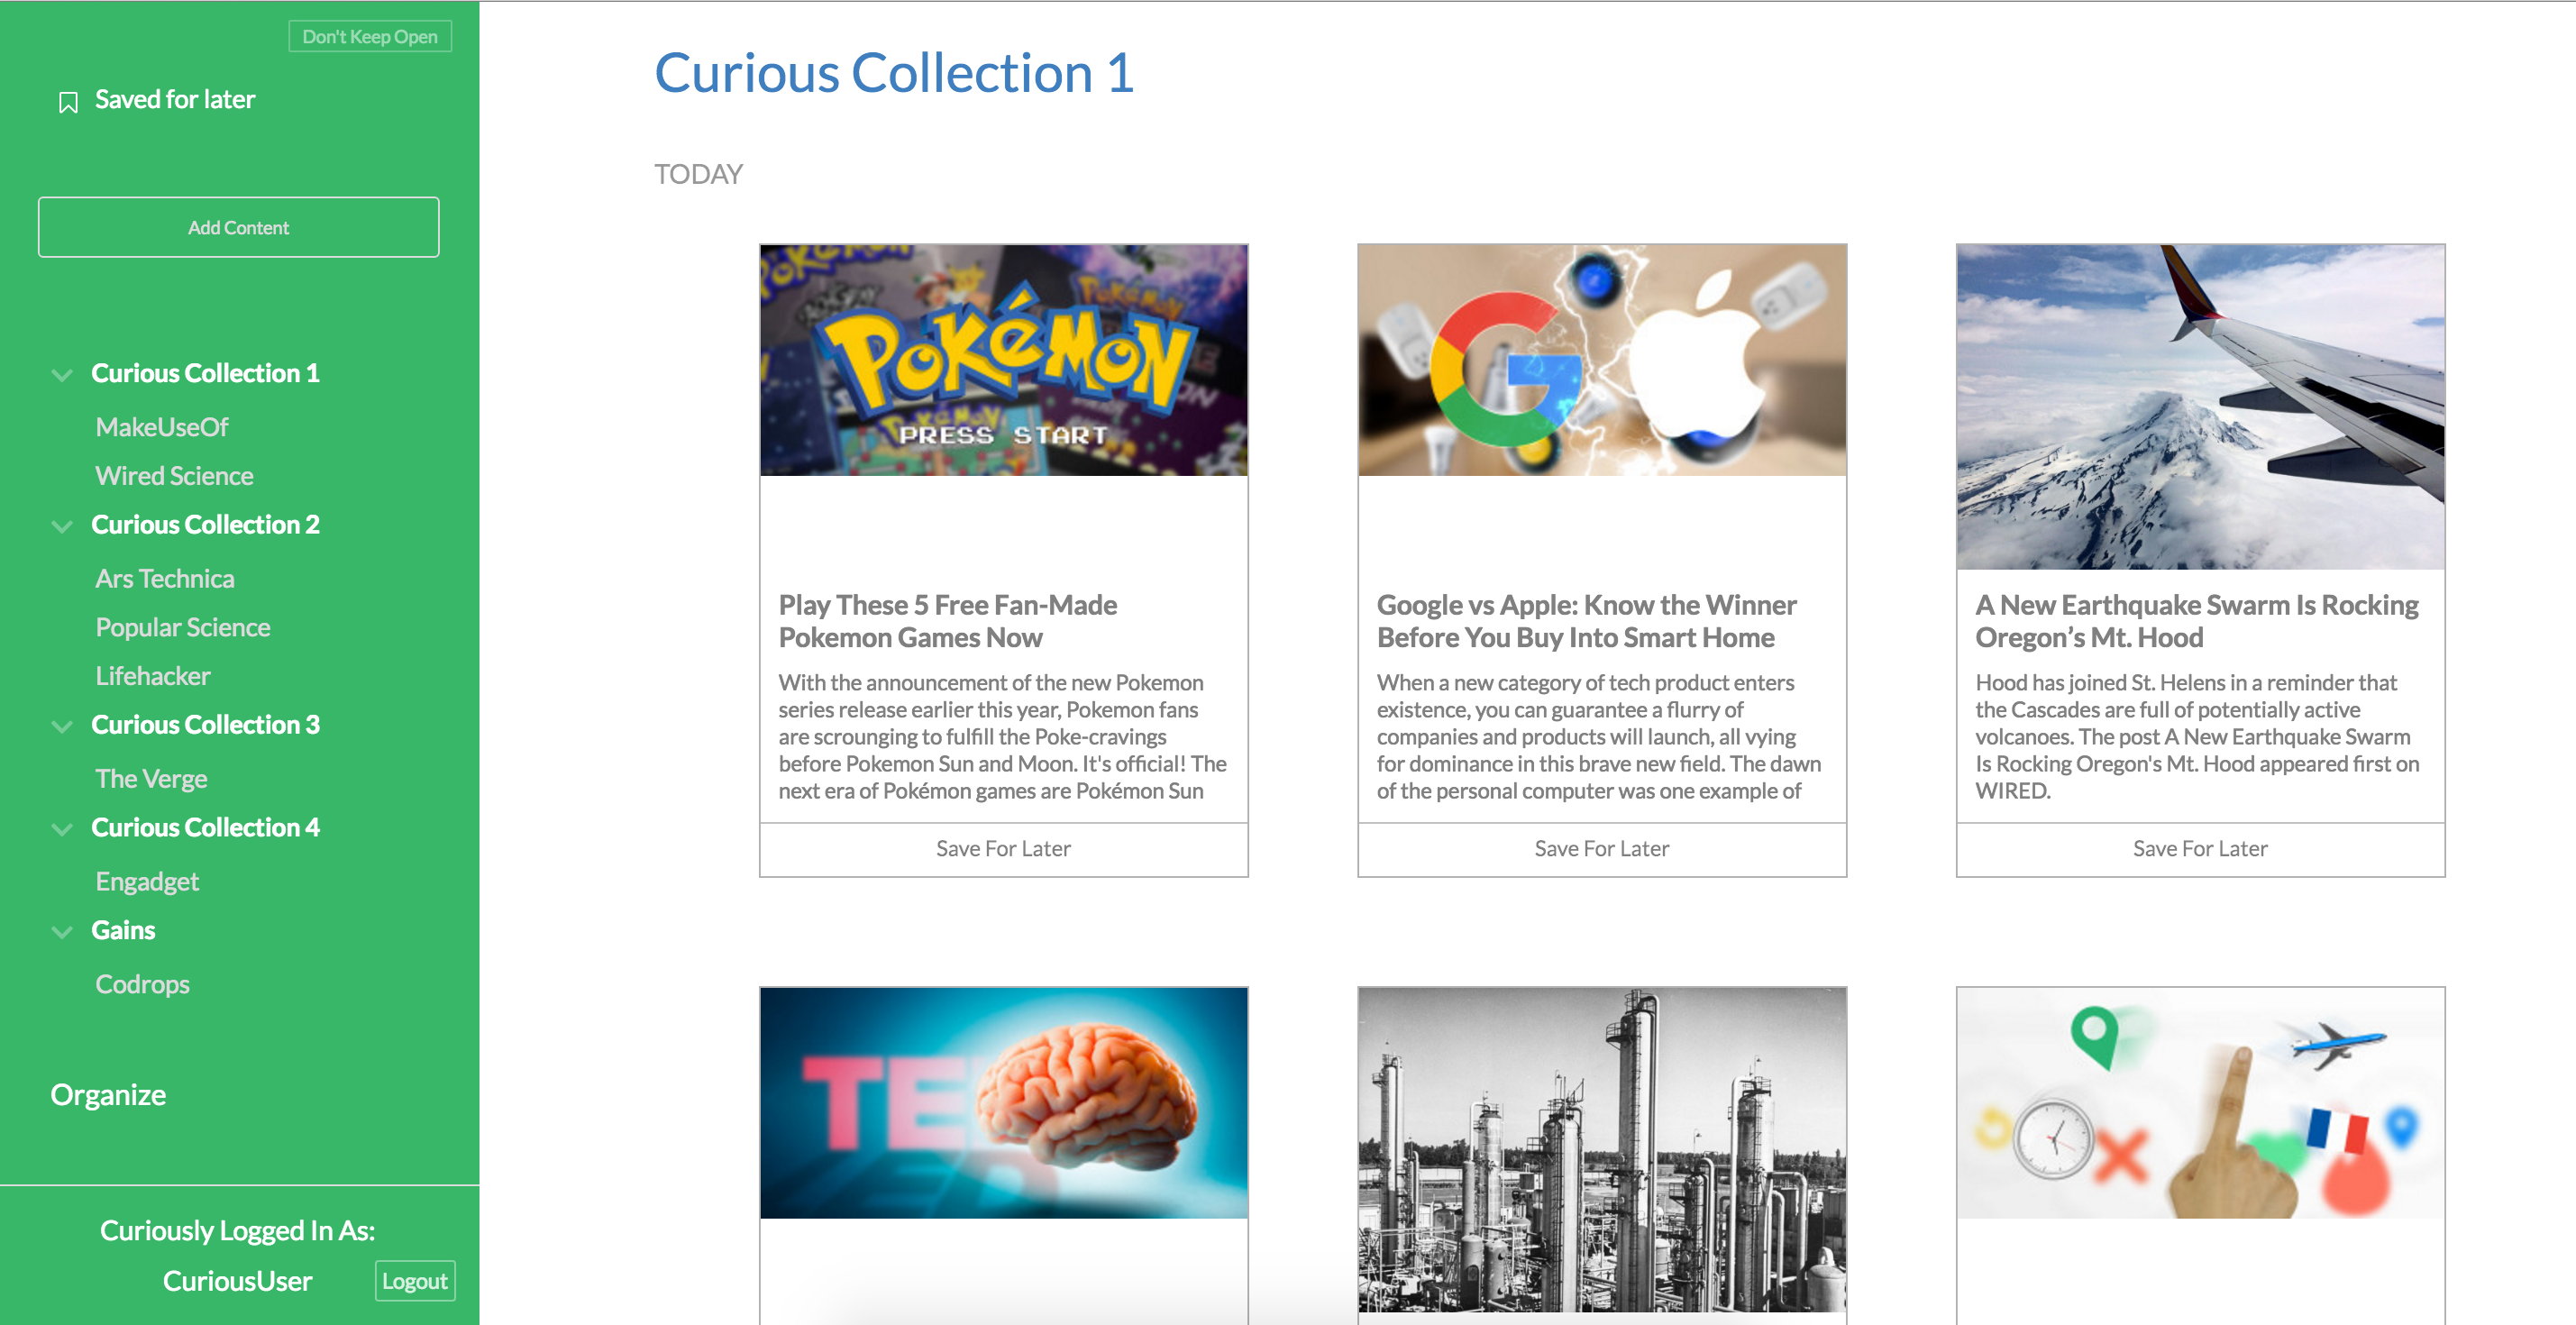 Don't Keep Open
Saved for later
Add Content
Curious Collection 1
MakeUseOf
Wired Science
Curious Collection 2
Ars Technica
Popular Science
Lifehacker
Curious Collection 3
The Verge
Curious Collection 4
Engadget
Gains
Codrops
Organize
Curiously Logged In As:
CuriousUser
Logout
Curious Collection 1
TODAY
POKéMON
PRESS START
Play These 5 Free Fan-Made
Pokemon Games Now
With the announcement of the new Pokemon
series release earlier this year, Pokemon fans
are scrounging to fulfill the Poke-cravings
before Pokemon Sun and Moon. It's official! The
next era of Pokémon games are Pokémon Sun
Save For Later
Google vs Apple: Know the Winner
Before You Buy Into Smart Home
When a new category of tech product enters
existence, you can guarantee a flurry of
companies and products will launch, all vying
for dominance in this brave new field. The dawn
of the personal computer was one example of
Save For Later
A New Earthquake Swarm Is Rocking
Oregon’s Mt. Hood
Hood has joined St. Helens in a reminder that
the Cascades are full of potentially active
volcanoes. The post A New Earthquake Swarm
Is Rocking Oregon's Mt. Hood appeared first on
WIRED.
Save For Later